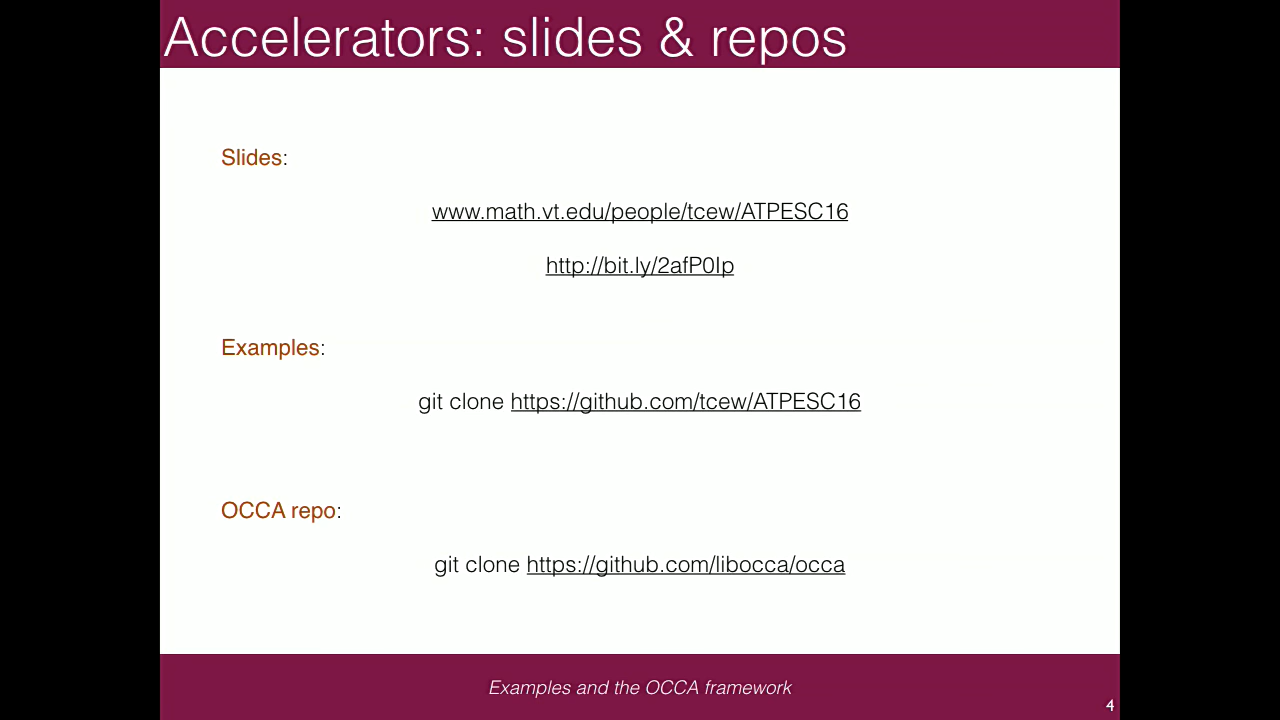 Accelerators: slides & repos
Slides:
www.math.vt.edu/people/tcew/ATPESC16
http://bit.ly/2afP0Ip
Examples:
git clone https://github.com/tcew/ATPESC16
OCCA repo:
git clone https://github.com/libocca/occa
Examples and the OCCA framework
4